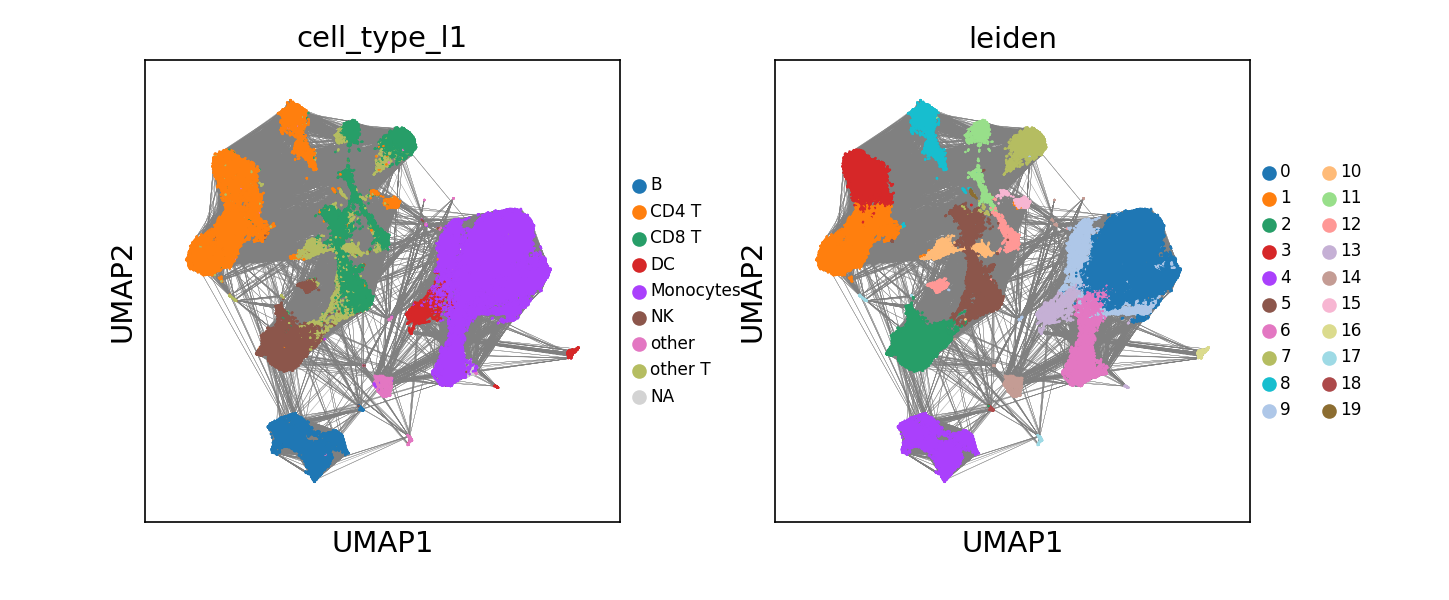 cell_type_l1
UMAP2
UMAP1
B
CD4 T
CD8 T
DC
Monocytes
NK
other
other T
NA
leiden
UMAP2
UMAP1
0
1
2
3
4
5
6
7
8
9
10
11
12
13
14
15
16
17
18
19